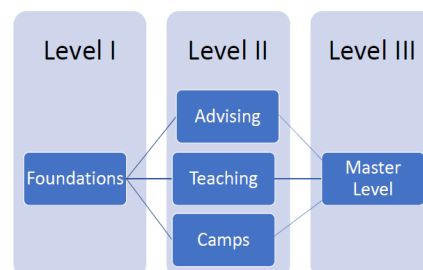 Level I
Level II
Level III
Advising
Foundations
Teaching
Master
Level
Camps